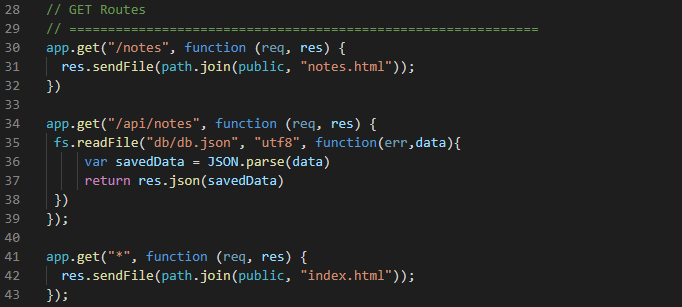 28 // GET Routes
29 // =============================================================
30 app.get("/notes", function (req, res) {
31   res.sendFile(path.join(public, "notes.html"));
32 })
33
34 app.get("/api/notes", function (req, res) {
35  fs.readFile("db/db.json", "utf8", function(err,data){
36      var savedData = JSON.parse(data)
37      return res.json(savedData)
38  })
39 });
40
41 app.get("*", function (req, res) {
42   res.sendFile(path.join(public, "index.html"));
43 });